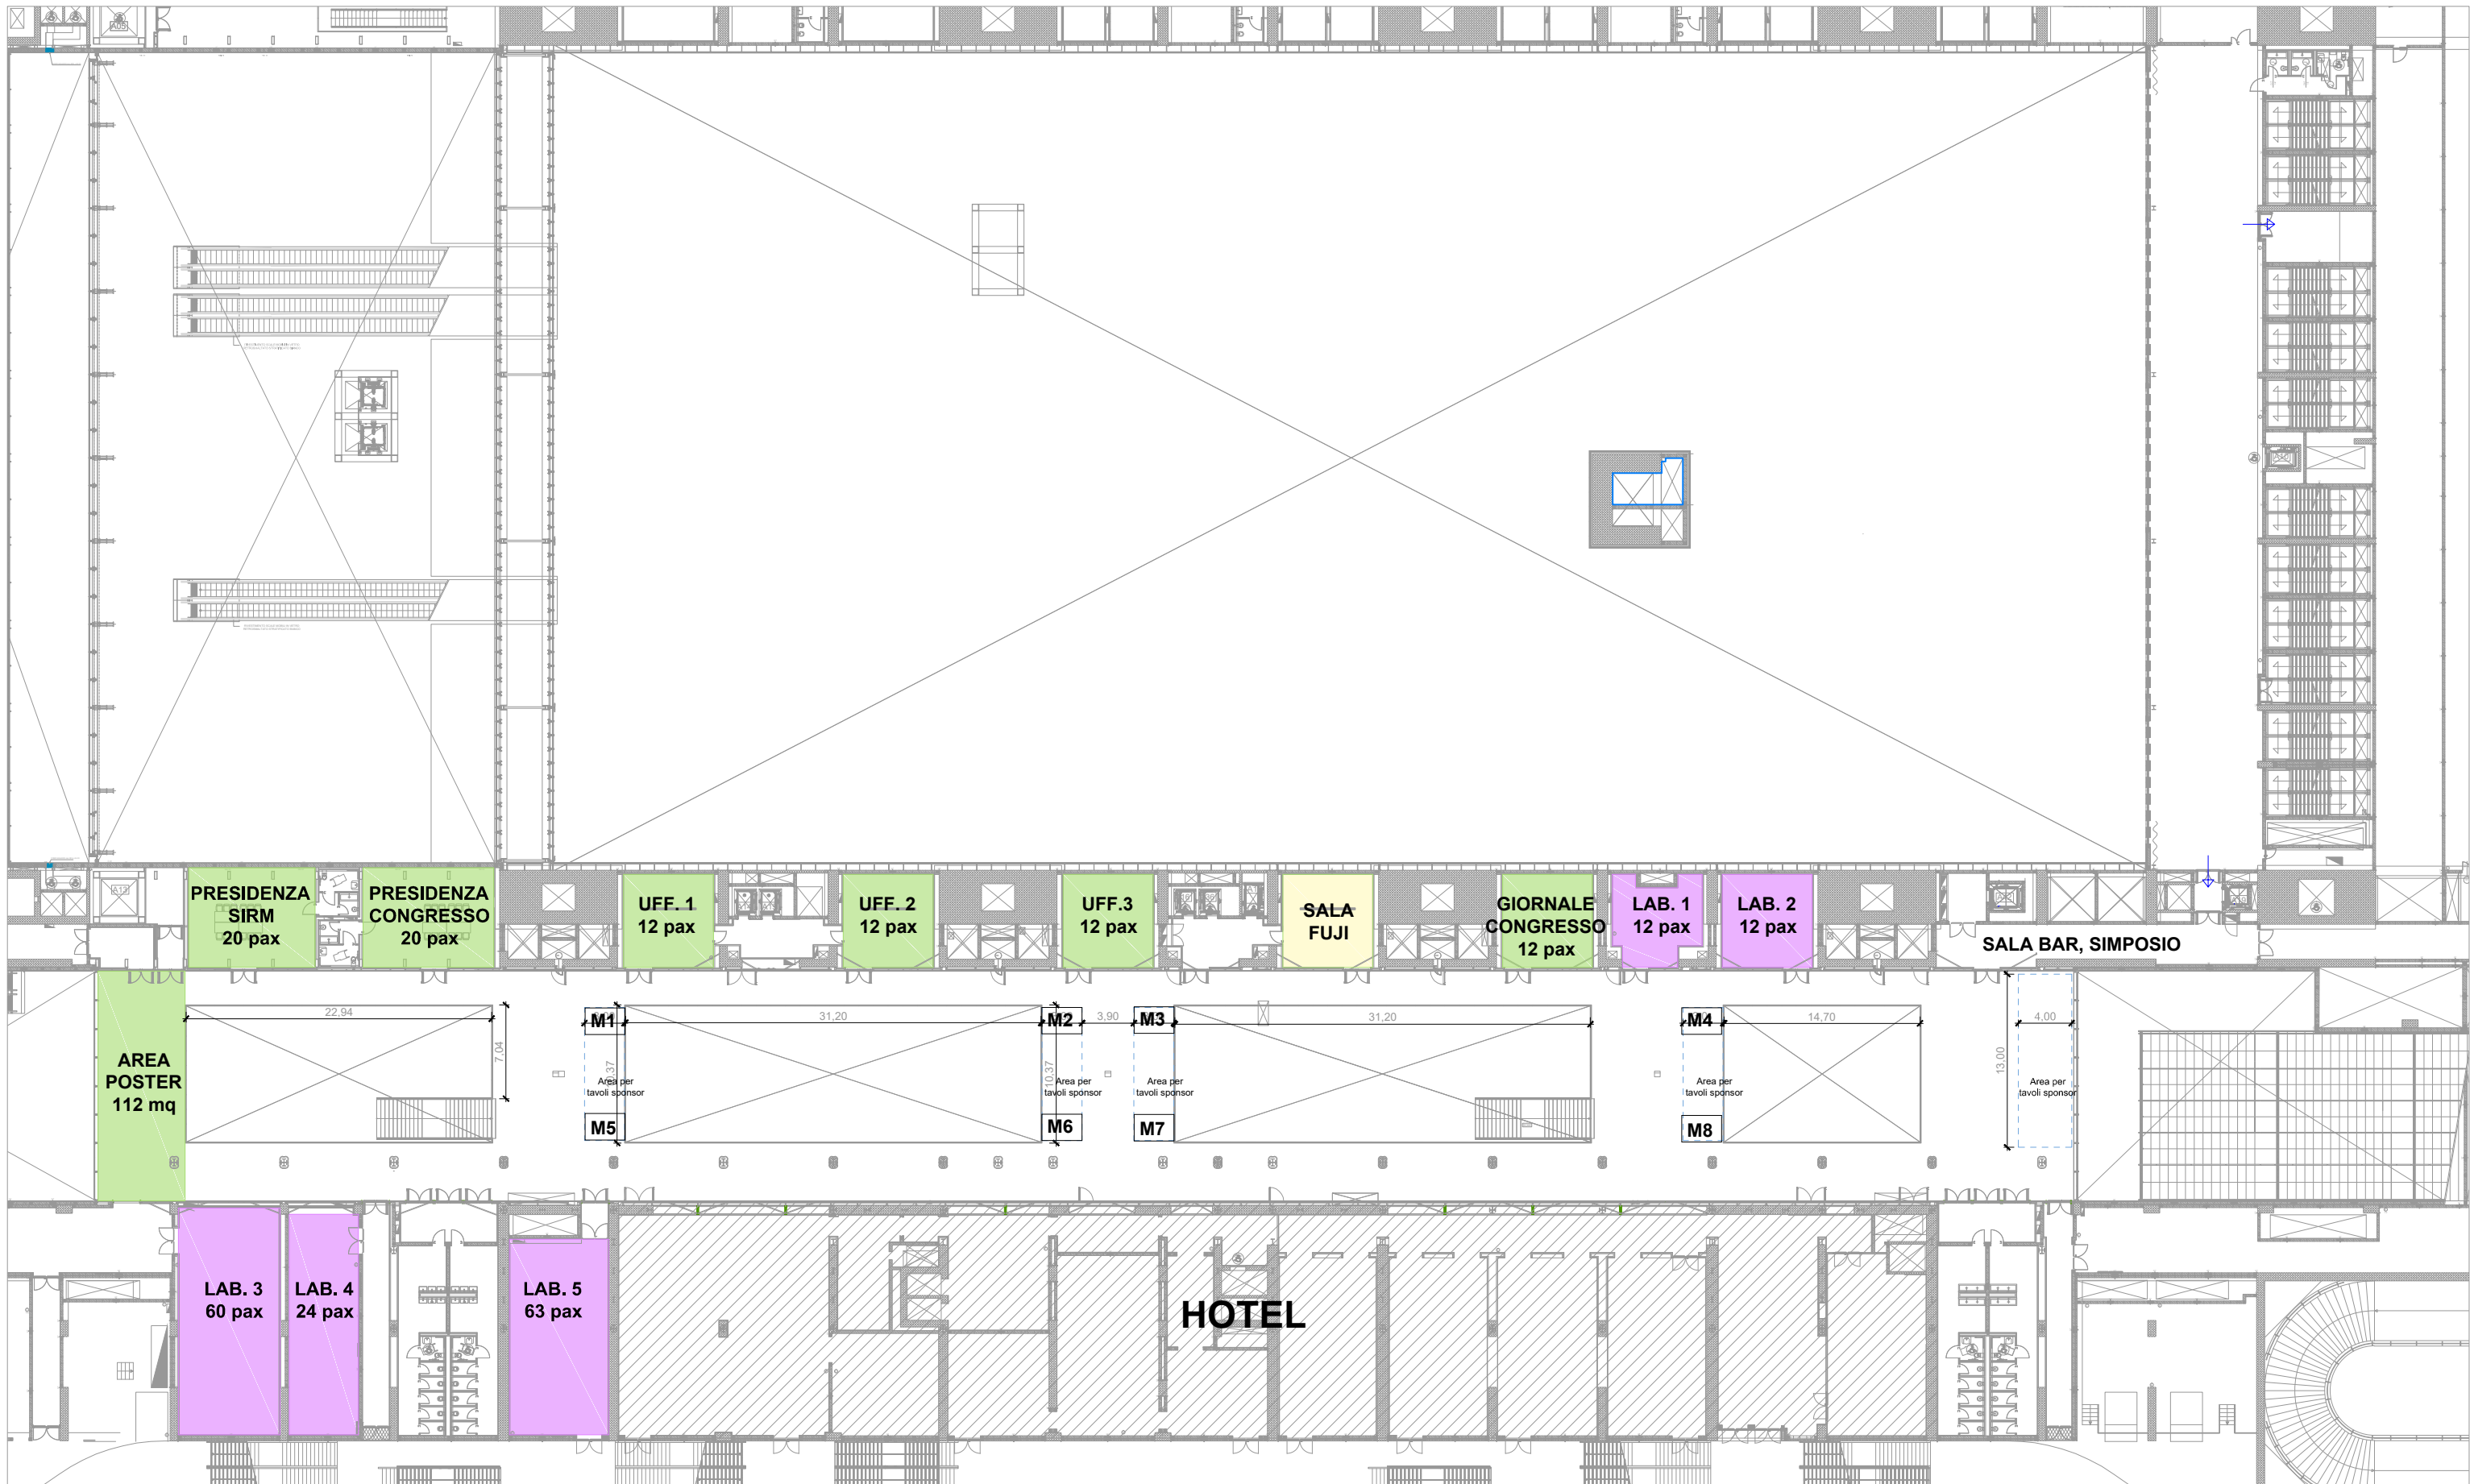 A05
A13
PRESIDENZA
SIRM
20 pax
PRESIDENZA
CONGRESSO
20 pax
UFF. 1
12 pax
UFF. 2
12 pax
UFF.3
12 pax
SALA
FUJI
GIORNALE
CONGRESSO
12 pax
LAB. 1
12 pax
LAB. 2
12 pax
SALA BAR, SIMPOSIO
AREA
POSTER
112 mq
22,94
7,04
M1
31,20
M2
3,90
M3
31,20
M4
14,70
4,00
13,00
10,37
Area per
tavoli sponsor
Area per
tavoli sponsor
Area per
tavoli sponsor
Area per
tavoli sponsor
Area per
tavoli sponsor
M5
M6
M7
M8
LAB. 3
60 pax
LAB. 4
24 pax
LAB. 5
63 pax
HOTEL